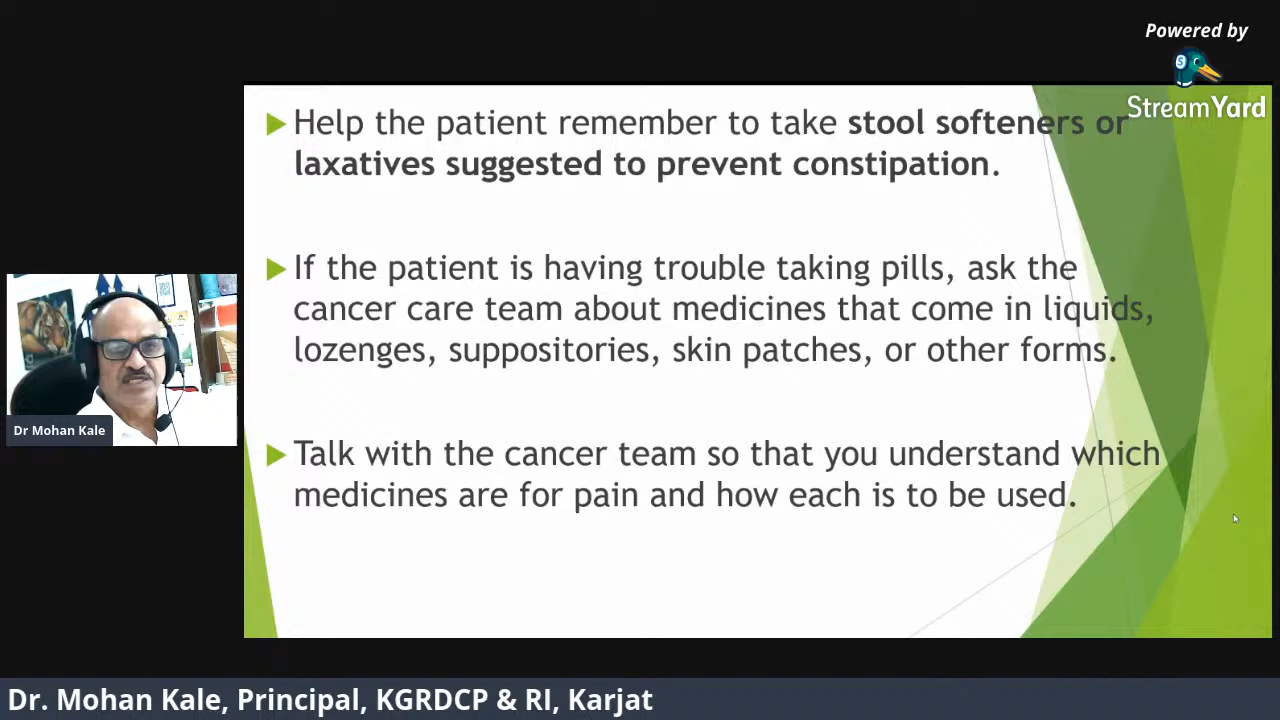 Powered by
StreamYard
Help the patient remember to take stool softeners or
laxatives suggested to prevent constipation.
If the patient is having trouble taking pills, ask the
cancer care team about medicines that come in liquids,
lozenges, suppositories, skin patches, or other forms.
Talk with the cancer team so that you understand which
medicines are for pain and how each is to be used.
Dr Mohan Kale
Dr. Mohan Kale, Principal, KGRDCP & RI, Karjat